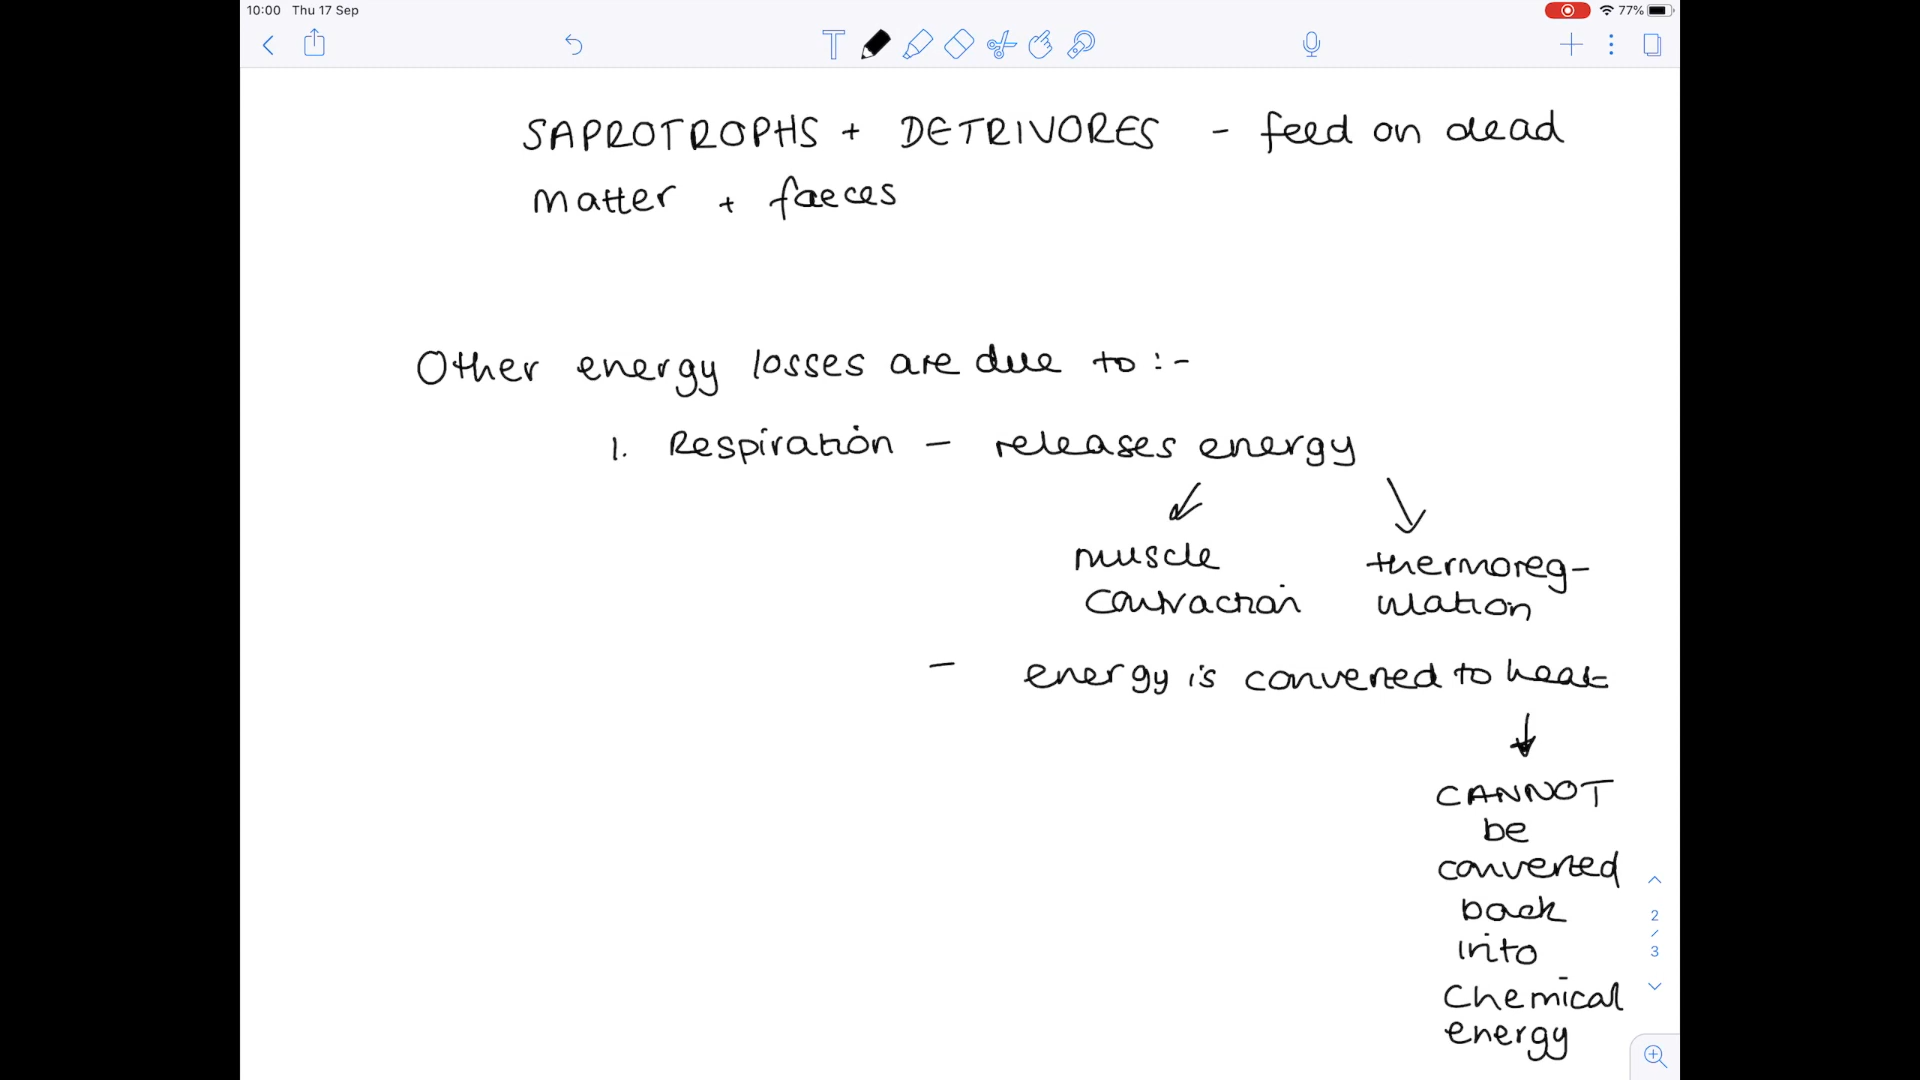 10:00 Thu 17 Sep
77%
SAPROTROPHS + DETRIVORES - feed on dead
matter + faeces
Other energy losses are due to :-
1. Respiration - releases energy
muscle
contraction
thermoreg-
ulation
- energy is converted to heat
CANNOT
be
converted
back
into
Chemical
energy
2
/
3